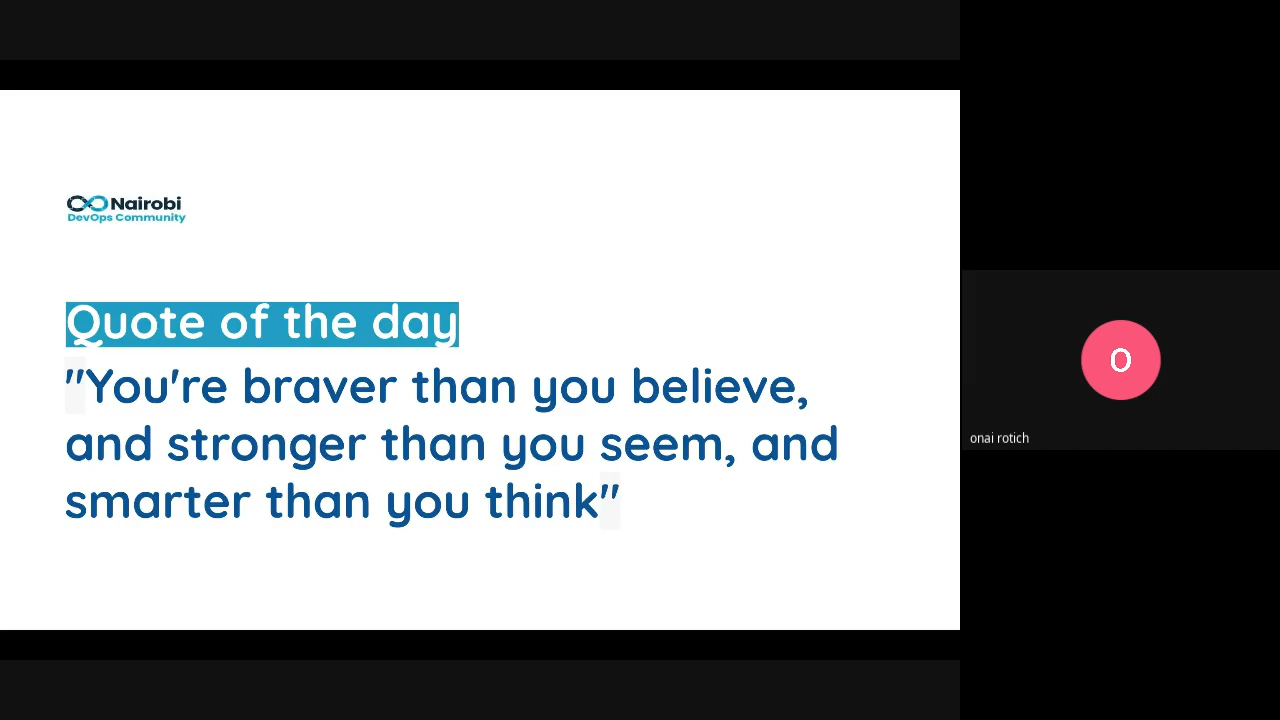 Nairobi
DevOps Community
Quote of the day
"You're braver than you believe,
and stronger than you seem, and
smarter than you think"
O
onai rotich